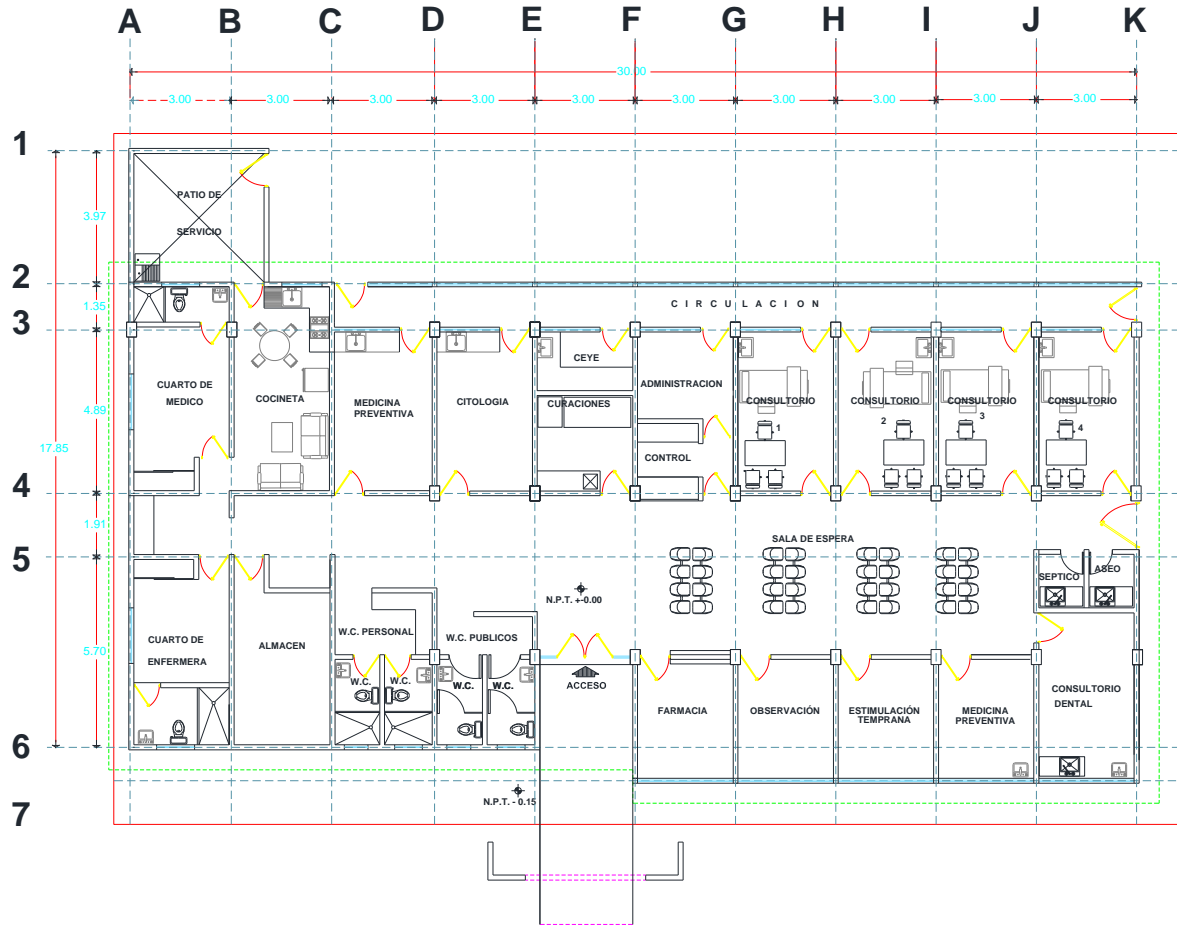 A B C D E F G H I J K
30.00
3.00 3.00 3.00 3.00 3.00 3.00 3.00 3.00 3.00 3.00
1
PATIO DE
SERVICIO
3.97
2
1.35
CIRCULACION
3
CEYE
CUARTO DE
MEDICO
COCINETA
MEDICINA
PREVENTIVA
CITOLOGIA
CURACIONES
ADMINISTRACION
CONTROL
CONSULTORIO
1
CONSULTORIO
2
CONSULTORIO
3
CONSULTORIO
4
4.89
17.85
4
1.91
5
SALA DE ESPERA
SEPTICO
ASEO
N.P.T. +-0.00
CUARTO DE
ENFERMERA
ALMACEN
W.C. PERSONAL
W.C. PUBLICOS
5.70
W.C.
W.C.
W.C.
W.C.
ACCESO
FARMACIA
OBSERVACIÓN
ESTIMULACIÓN
TEMPRANA
MEDICINA
PREVENTIVA
CONSULTORIO
DENTAL
6
N.P.T. - 0.15
7